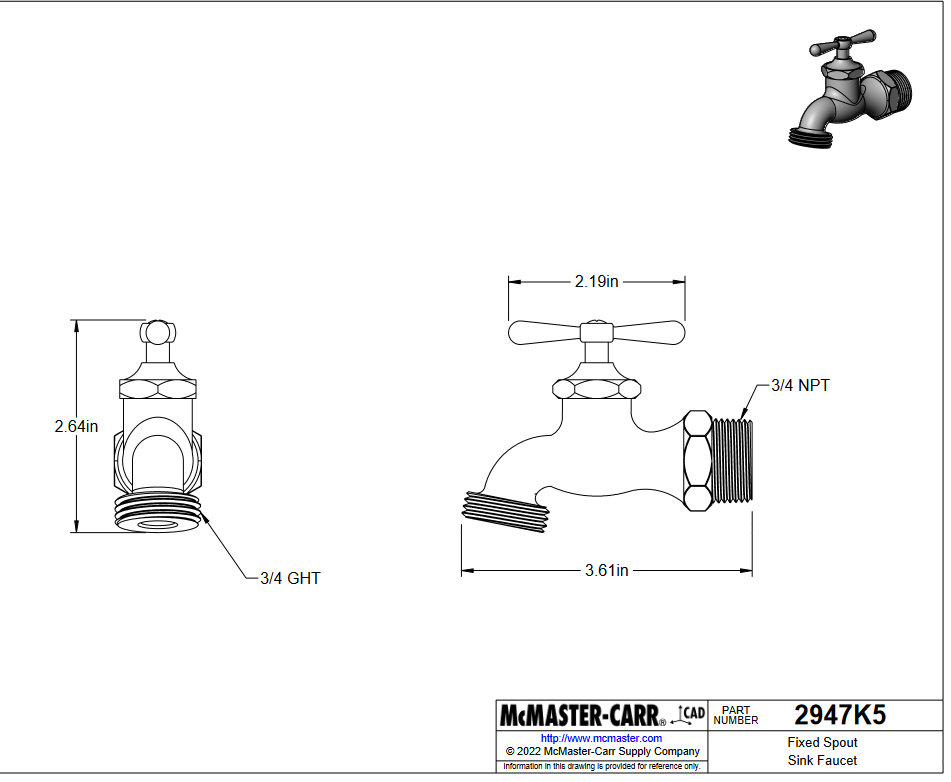 2.19in
3/4 NPT
2.64in
3.61in
3/4 GHT
McMASTER-CARR® CAD
http://www.mcmaster.com
© 2022 McMaster-Carr Supply Company
Information in this drawing is provided for reference only.
PART
NUMBER
2947K5
Fixed Spout
Sink Faucet